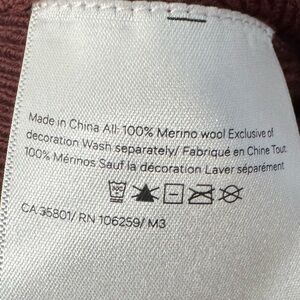 Made in China All: 100% Merino wool Exclusive of
decoration Wash separately/ Fabriqué en Chine Tout:
100% Mérinos Sauf la décoration Laver séparément
CA 35801/ RN 106259/ M3